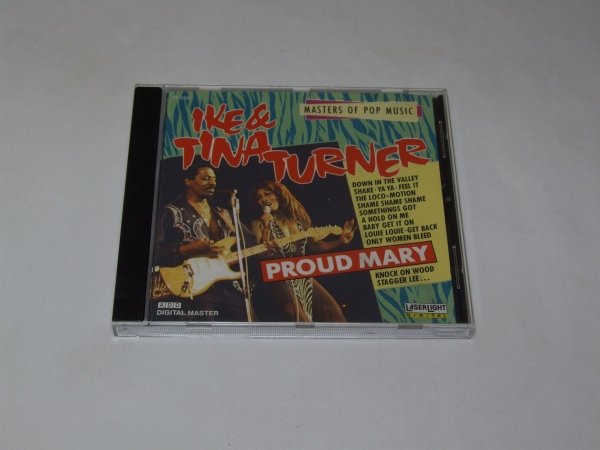 MASTERS OF POP MUSIC
IKE &
TINA TURNER
DOWN IN THE VALLEY
SHAKE · YA YA · FEEL IT
THE LOCO-MOTION
SHAME SHAME SHAME
SOMETHINGS GOT
A HOLD ON ME
BABY GET IT ON
LOUIE LOUIE · GET BACK
ONLY WOMEN BLEED
PROUD MARY
KNOCK ON WOOD
STAGGER LEE...
ADD
DIGITAL MASTER
LASERLIGHT
DIGITAL